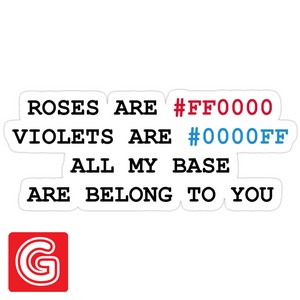 ROSES ARE #FF0000
VIOLETS ARE #0000FF
ALL MY BASE
ARE BELONG TO YOU
G